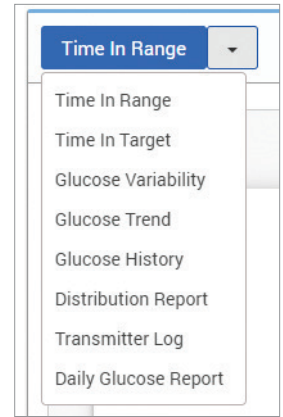 Time In Range
Time In Range
Time In Target
Glucose Variability
Glucose Trend
Glucose History
Distribution Report
Transmitter Log
Daily Glucose Report